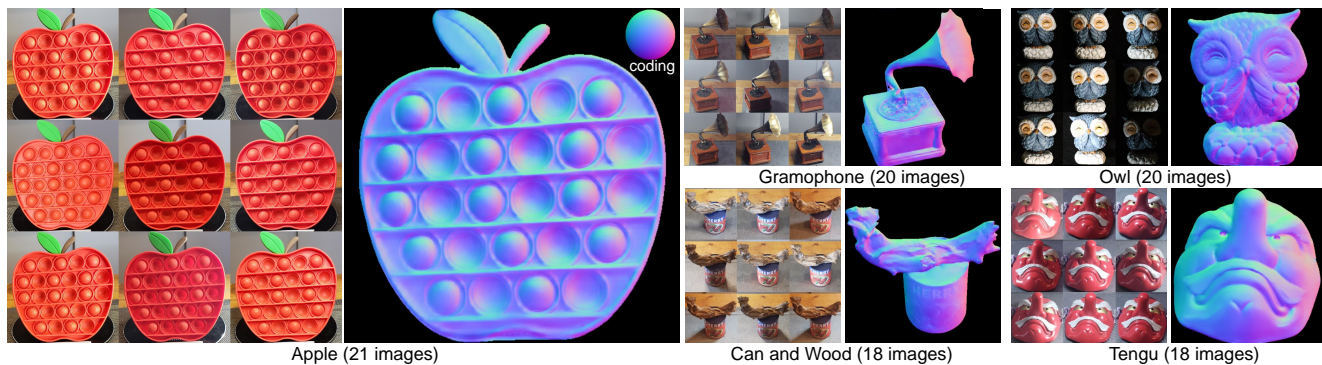 coding
Apple (21 images)
Gramophone (20 images)
Owl (20 images)
Can and Wood (18 images)
Tengu (18 images)